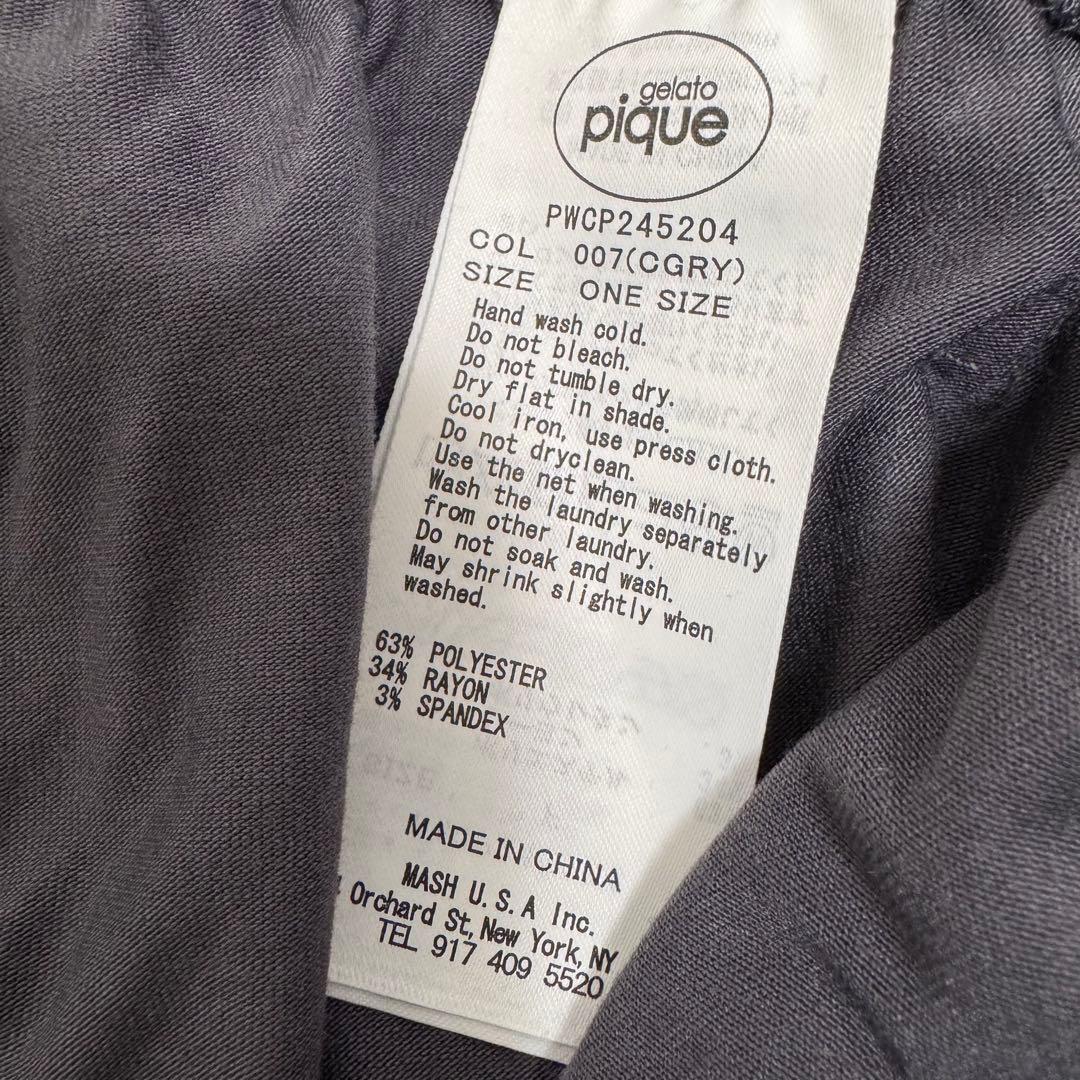 gelato
pique
PWCP245204
COL 007(CGRY)
SIZE ONE SIZE
Hand wash cold.
Do not bleach.
Do not tumble dry.
Dry flat in shade.
Cool iron, use press cloth.
Do not dryclean.
Use the net when washing.
Wash the laundry separately
from other laundry.
Do not soak and wash.
May shrink slightly when
washed.
63% POLYESTER
34% RAYON
3% SPANDEX
MADE IN CHINA
MASH U.S.A Inc.
Orchard St, New York, NY
TEL 917 409 5520